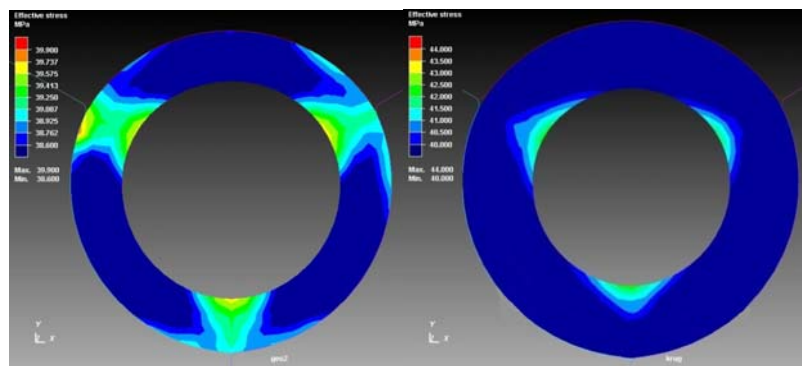 Effective stress
MPa
39.900
39.737
39.575
39.413
39.250
39.087
38.925
38.762
38.600
Max. 39.900
Min. 38.600
Y
Z X
geo2
Effective stress
MPa
44.000
43.500
43.000
42.500
42.000
41.500
41.000
40.500
40.000
Max. 44.000
Min. 40.000
Y
Z X
krug